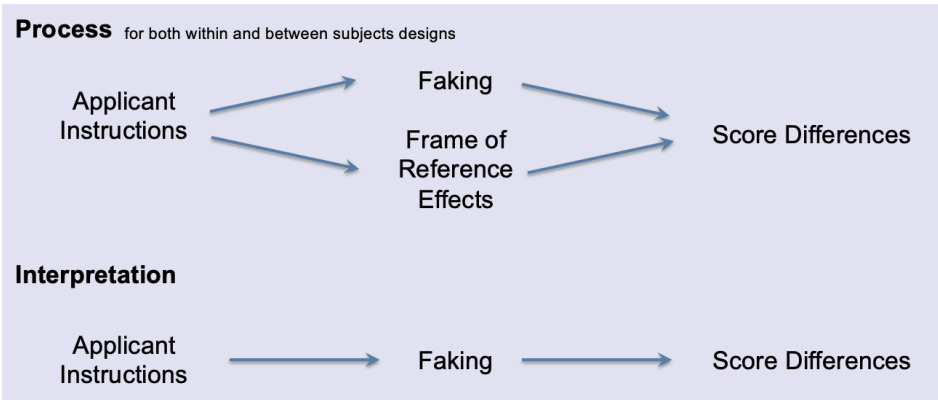 Process for both within and between subjects designs
Applicant
Instructions
Faking
Frame of
Reference
Effects
Score Differences
Interpretation
Applicant
Instructions
Faking
Score Differences